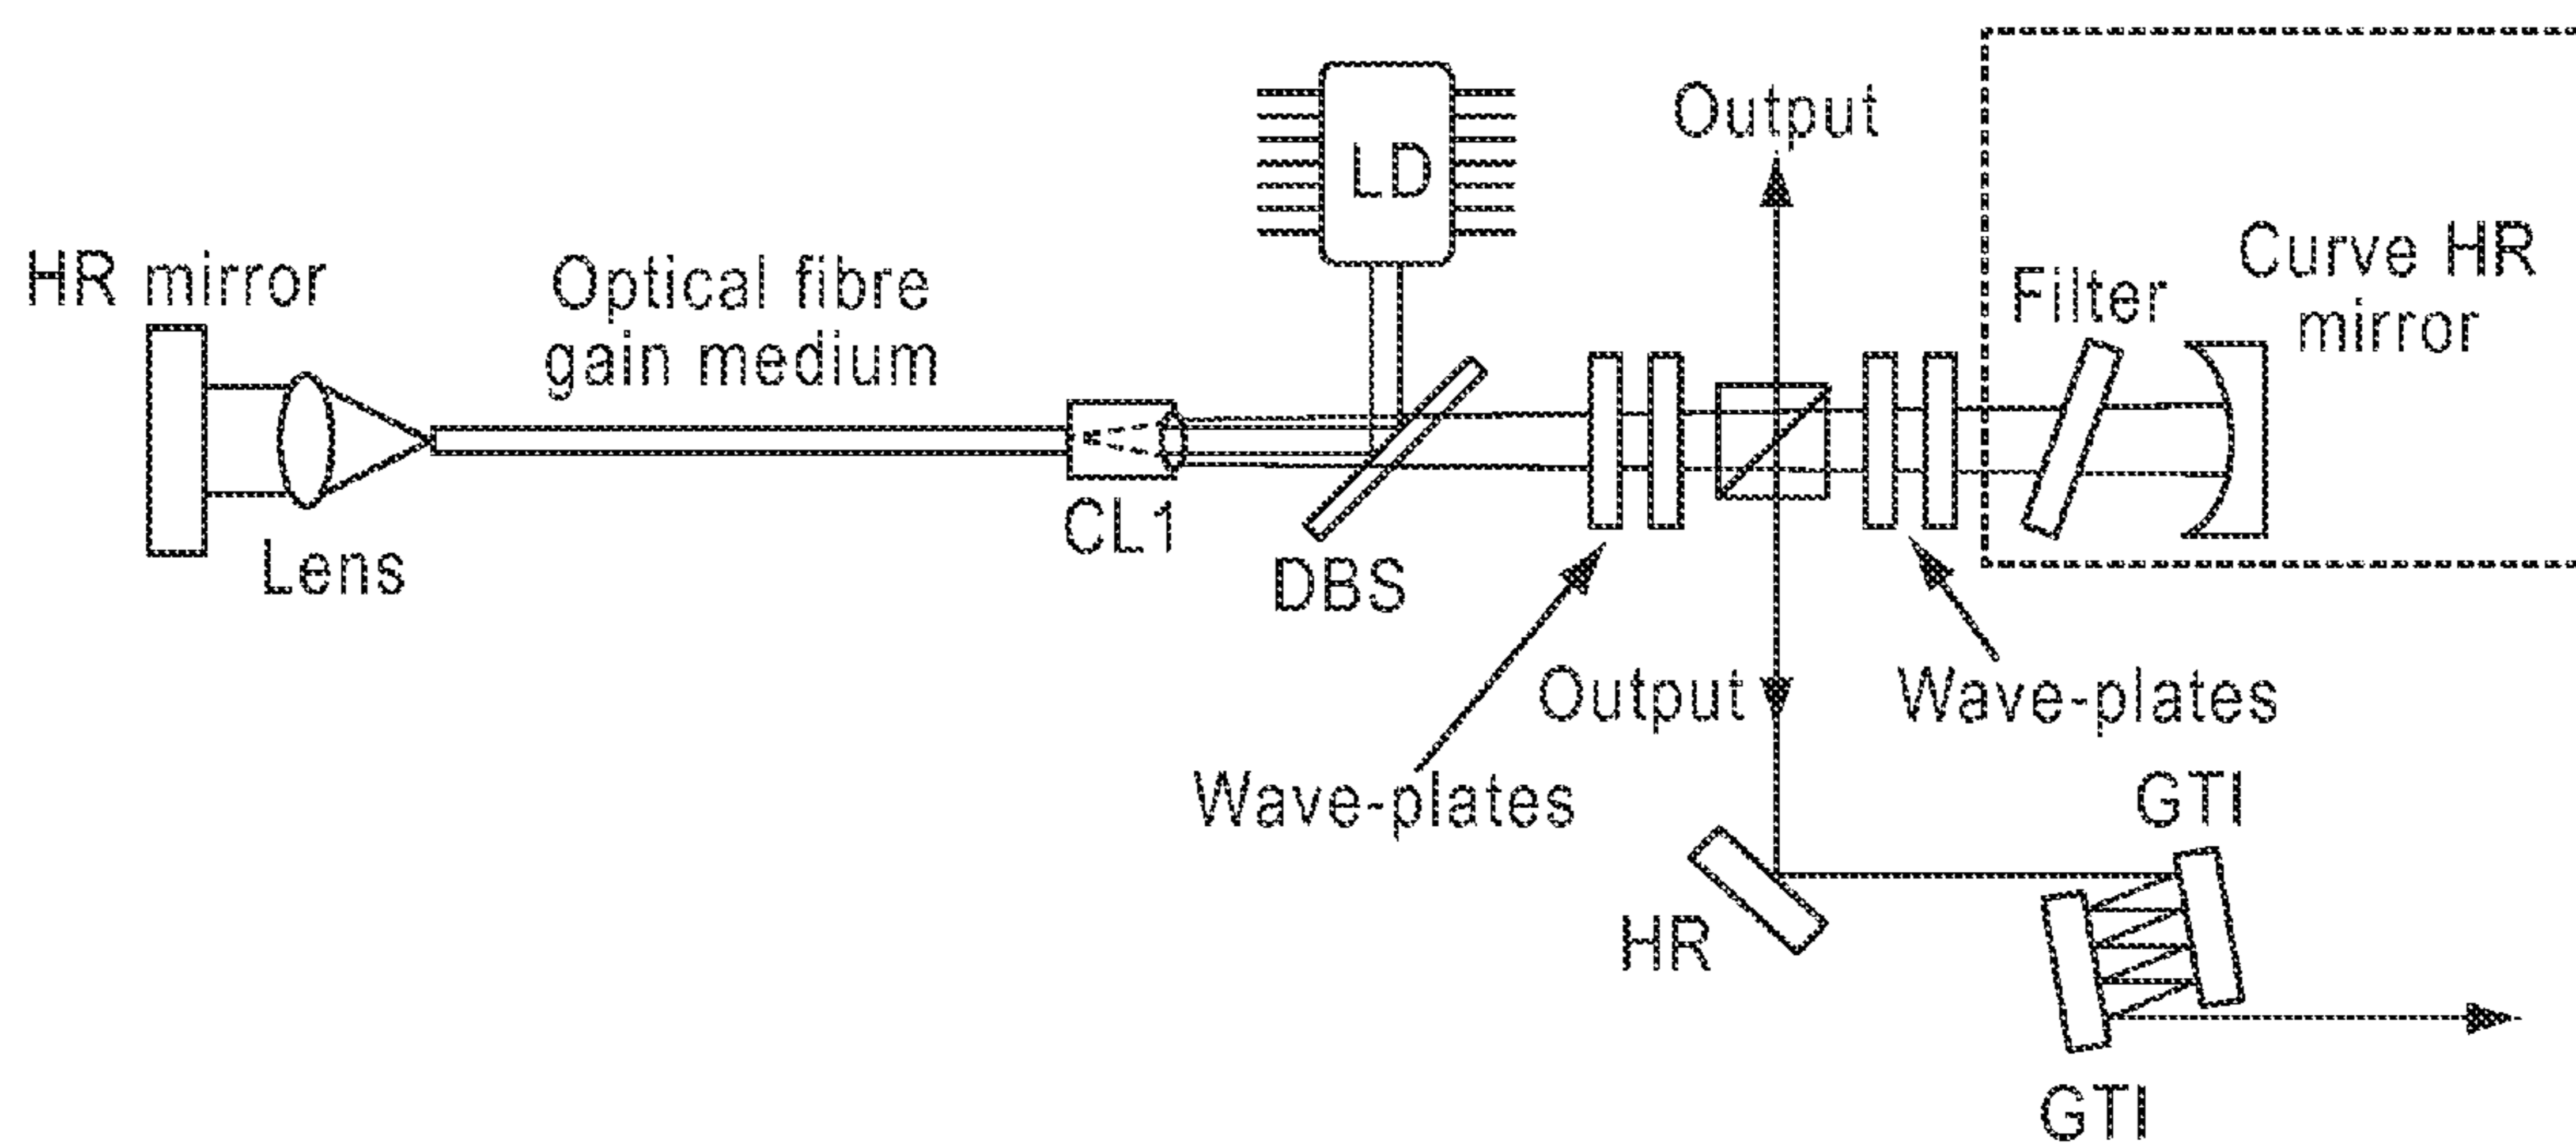 LD
Output
HR mirror
Optical fibre
gain medium
Filter
Curve HR
mirror
Lens
CL1
DBS
Output
Wave-plates
Wave-plates
GTI
HR
GTI